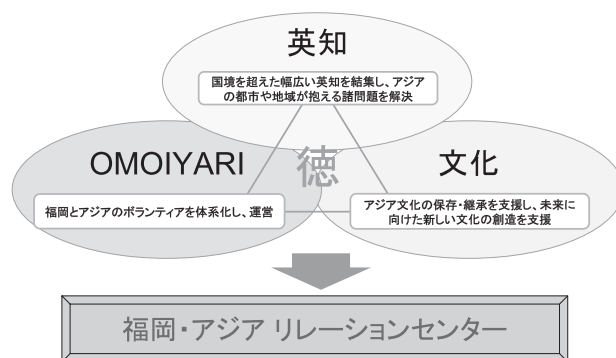 英知
国境を超えた幅広い英知を結集し、アジア
の都市や地域が抱える諸問題を解決
OMOIYARI
徳
文化
福岡とアジアのボランティアを体系化し、運営
アジア文化の保存・継承を支援し、未来に
向けた新しい文化の創造を支援
福岡・アジア リレーションセンター